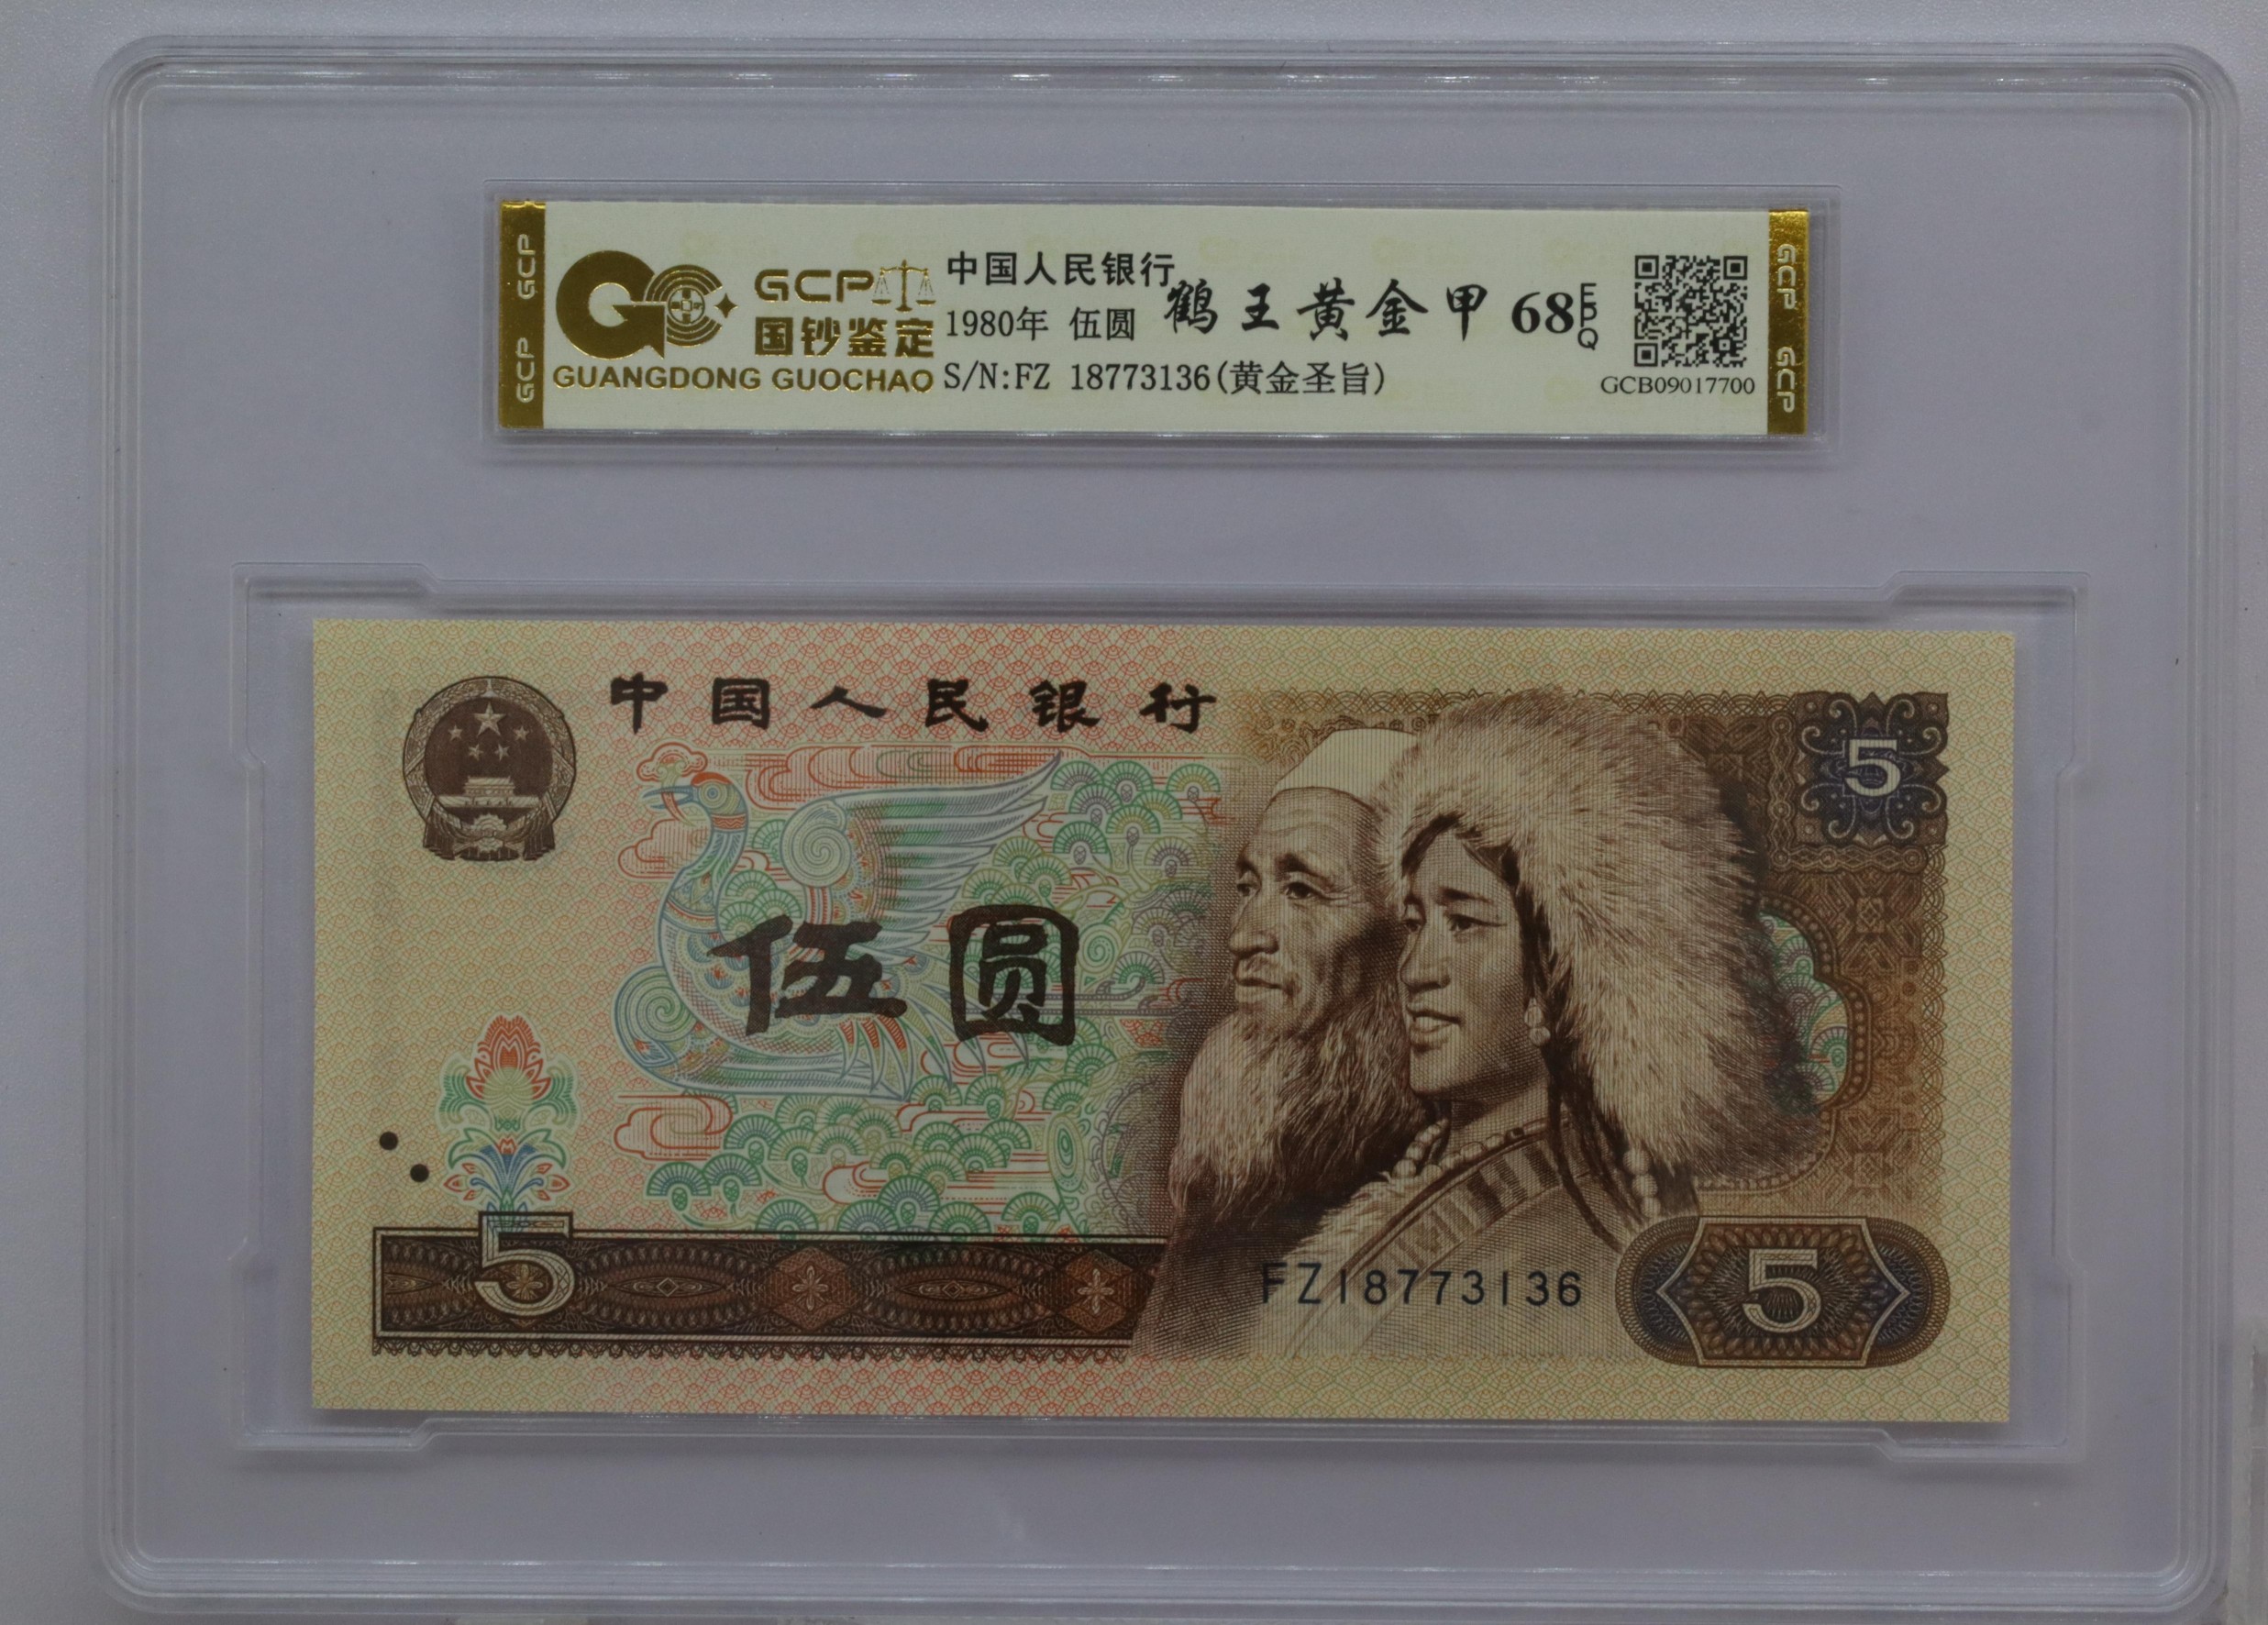 GCP
GCP
GCP
国钞鉴定
GUANGDONG GUOCHAO
中国人民银行
1980年 伍圆
S/N:FZ 18773136(黄金圣旨)
鹤王黄金甲
68
EPQ
GCB09017700
GCP
GCP
中国人民银行
5
伍圆
5
FZ18773136
5